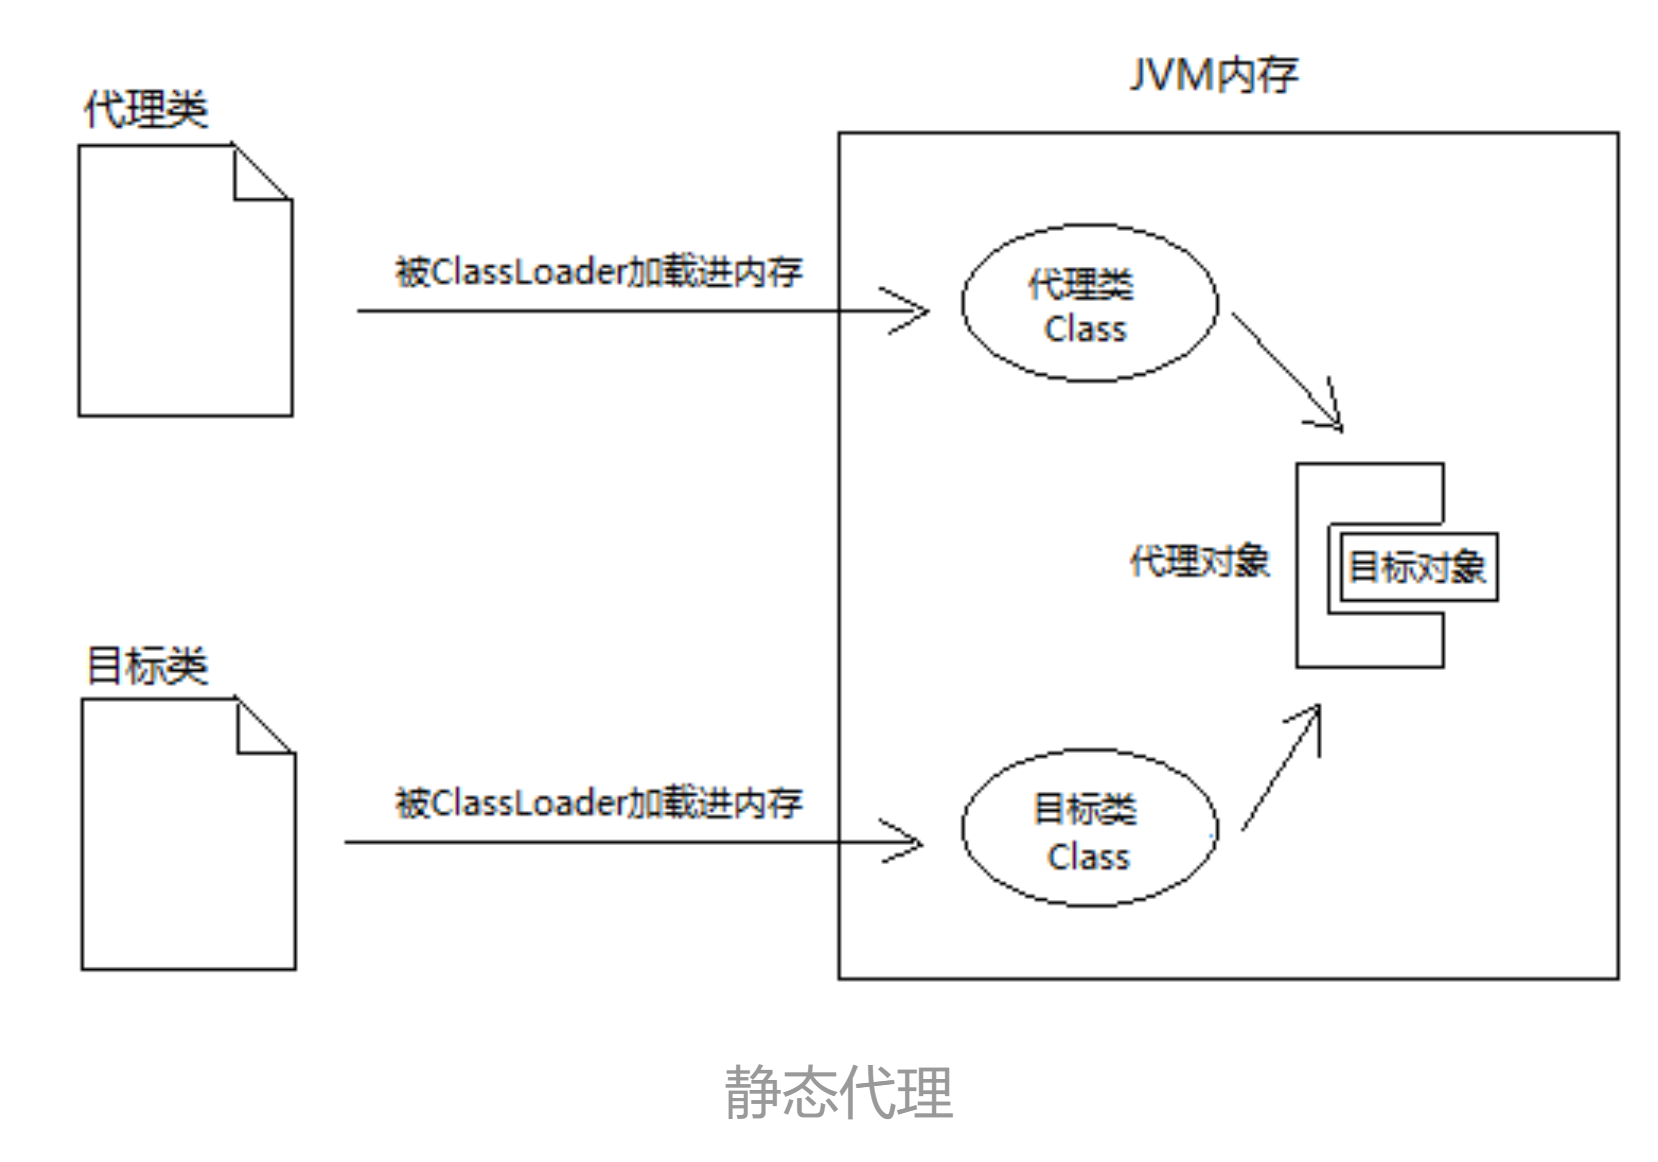 JVM内存
代理类
被ClassLoader加载进内存
代理类
Class
代理对象
目标对象
目标类
被ClassLoader加载进内存
目标类
Class
静态代理